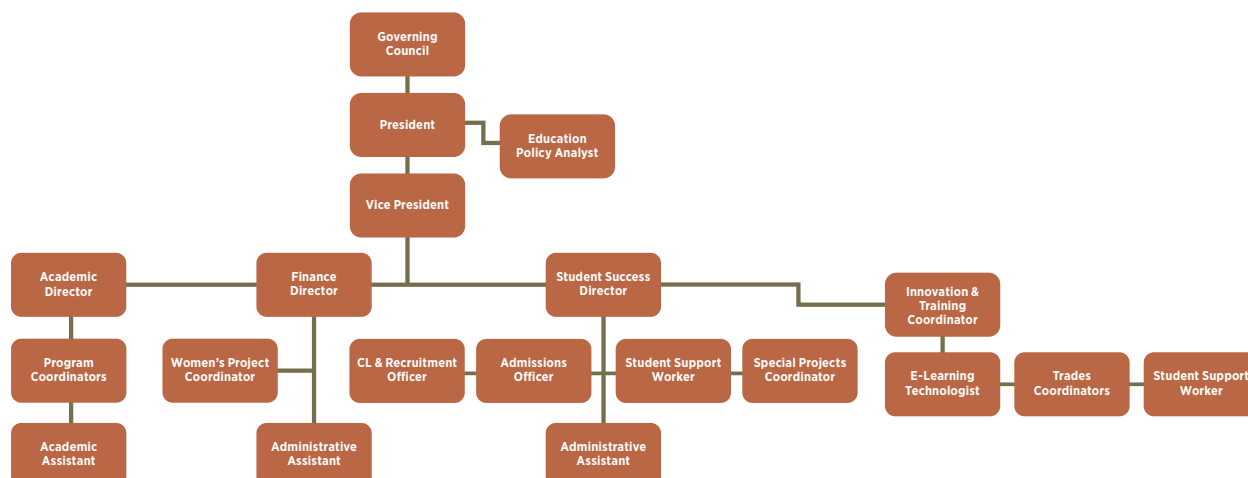 Governing
Council
President
Education
Policy Analyst
Vice President
Academic
Director
Finance
Director
Student Success
Director
Innovation &
Training
Coordinator
Program
Coordinators
Women’s Project
Coordinator
CL & Recruitment
Officer
Admissions
Officer
Student Support
Worker
Special Projects
Coordinator
E-Learning
Technologist
Trades
Coordinators
Student Support
Worker
Academic
Assistant
Administrative
Assistant
Administrative
Assistant